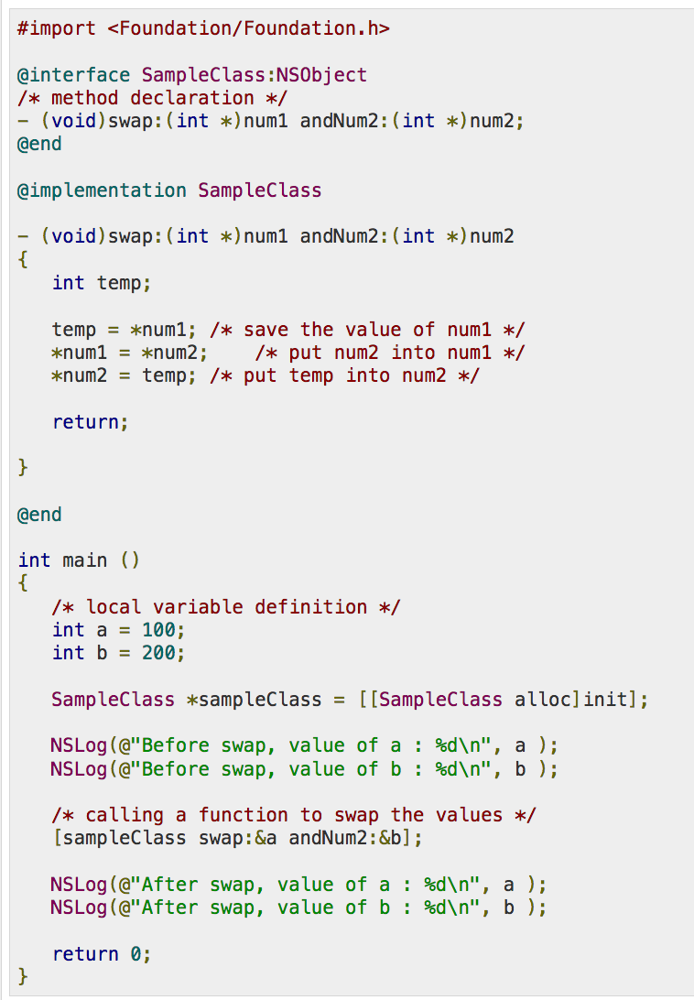 #import <Foundation/Foundation.h>
@interface SampleClass:NSObject
/* method declaration */
- (void)swap:(int *)num1 andNum2:(int *)num2;
@end
@implementation SampleClass
- (void)swap:(int *)num1 andNum2:(int *)num2
{
int temp;
temp = *num1; /* save the value of num1 */
*num1 = *num2;    /* put num2 into num1 */
*num2 = temp; /* put temp into num2 */
return;
}
@end
int main ()
{
/* local variable definition */
int a = 100;
int b = 200;
SampleClass *sampleClass = [[SampleClass alloc]init];
NSLog(@"Before swap, value of a : %d\n", a );
NSLog(@"Before swap, value of b : %d\n", b );
/* calling a function to swap the values */
[sampleClass swap:&a andNum2:&b];
NSLog(@"After swap, value of a : %d\n", a );
NSLog(@"After swap, value of b : %d\n", b );
return 0;
}